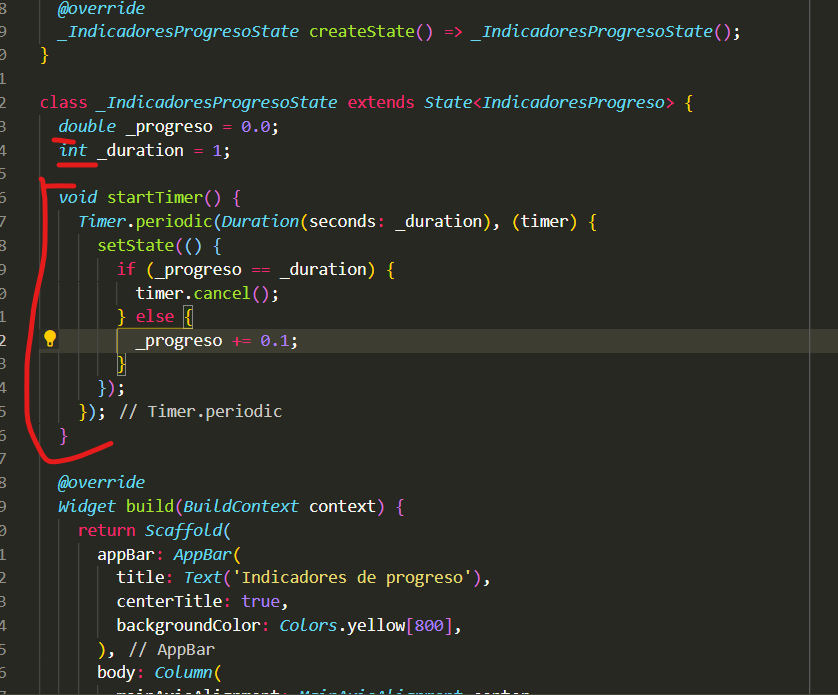 8 @override
9 _IndicadoresProgresoState createState() => _IndicadoresProgresoState();
0 }
1
2 class _IndicadoresProgresoState extends State<IndicadoresProgreso> {
3 double _progreso = 0.0;
4 int _duration = 1;
5
6 void startTimer() {
7 Timer.periodic(Duration(seconds: _duration), (timer) {
8 setState(() {
9 if (_progreso == _duration) {
0 timer.cancel();
1 } else {
2 _progreso += 0.1;
3 }
4 });
5 }); // Timer.periodic
6 }
7
8 @override
9 Widget build(BuildContext context) {
0 return Scaffold(
1 appBar: AppBar(
2 title: Text('Indicadores de progreso'),
3 centerTitle: true,
4 backgroundColor: Colors.yellow[800],
5 ), // AppBar
6 body: Column(